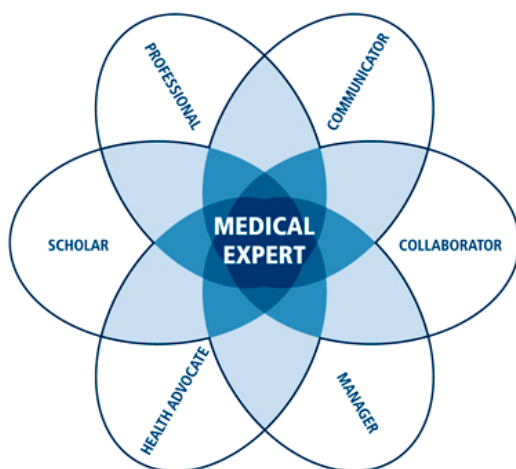 PROFESSIONAL
COMMUNICATOR
SCHOLAR
MEDICAL
EXPERT
COLLABORATOR
HEALTH ADVOCATE
MANAGER